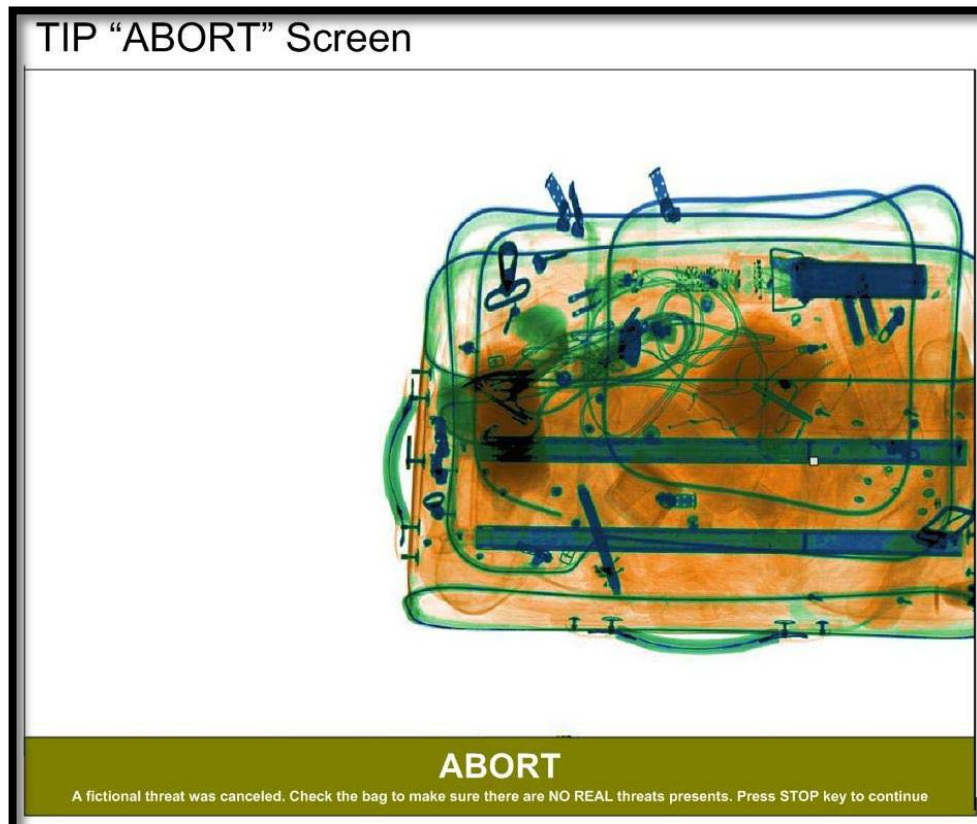 TIP “ABORT” Screen
ABORT
A fictional threat was canceled. Check the bag to make sure there are NO REAL threats presents. Press STOP key to continue